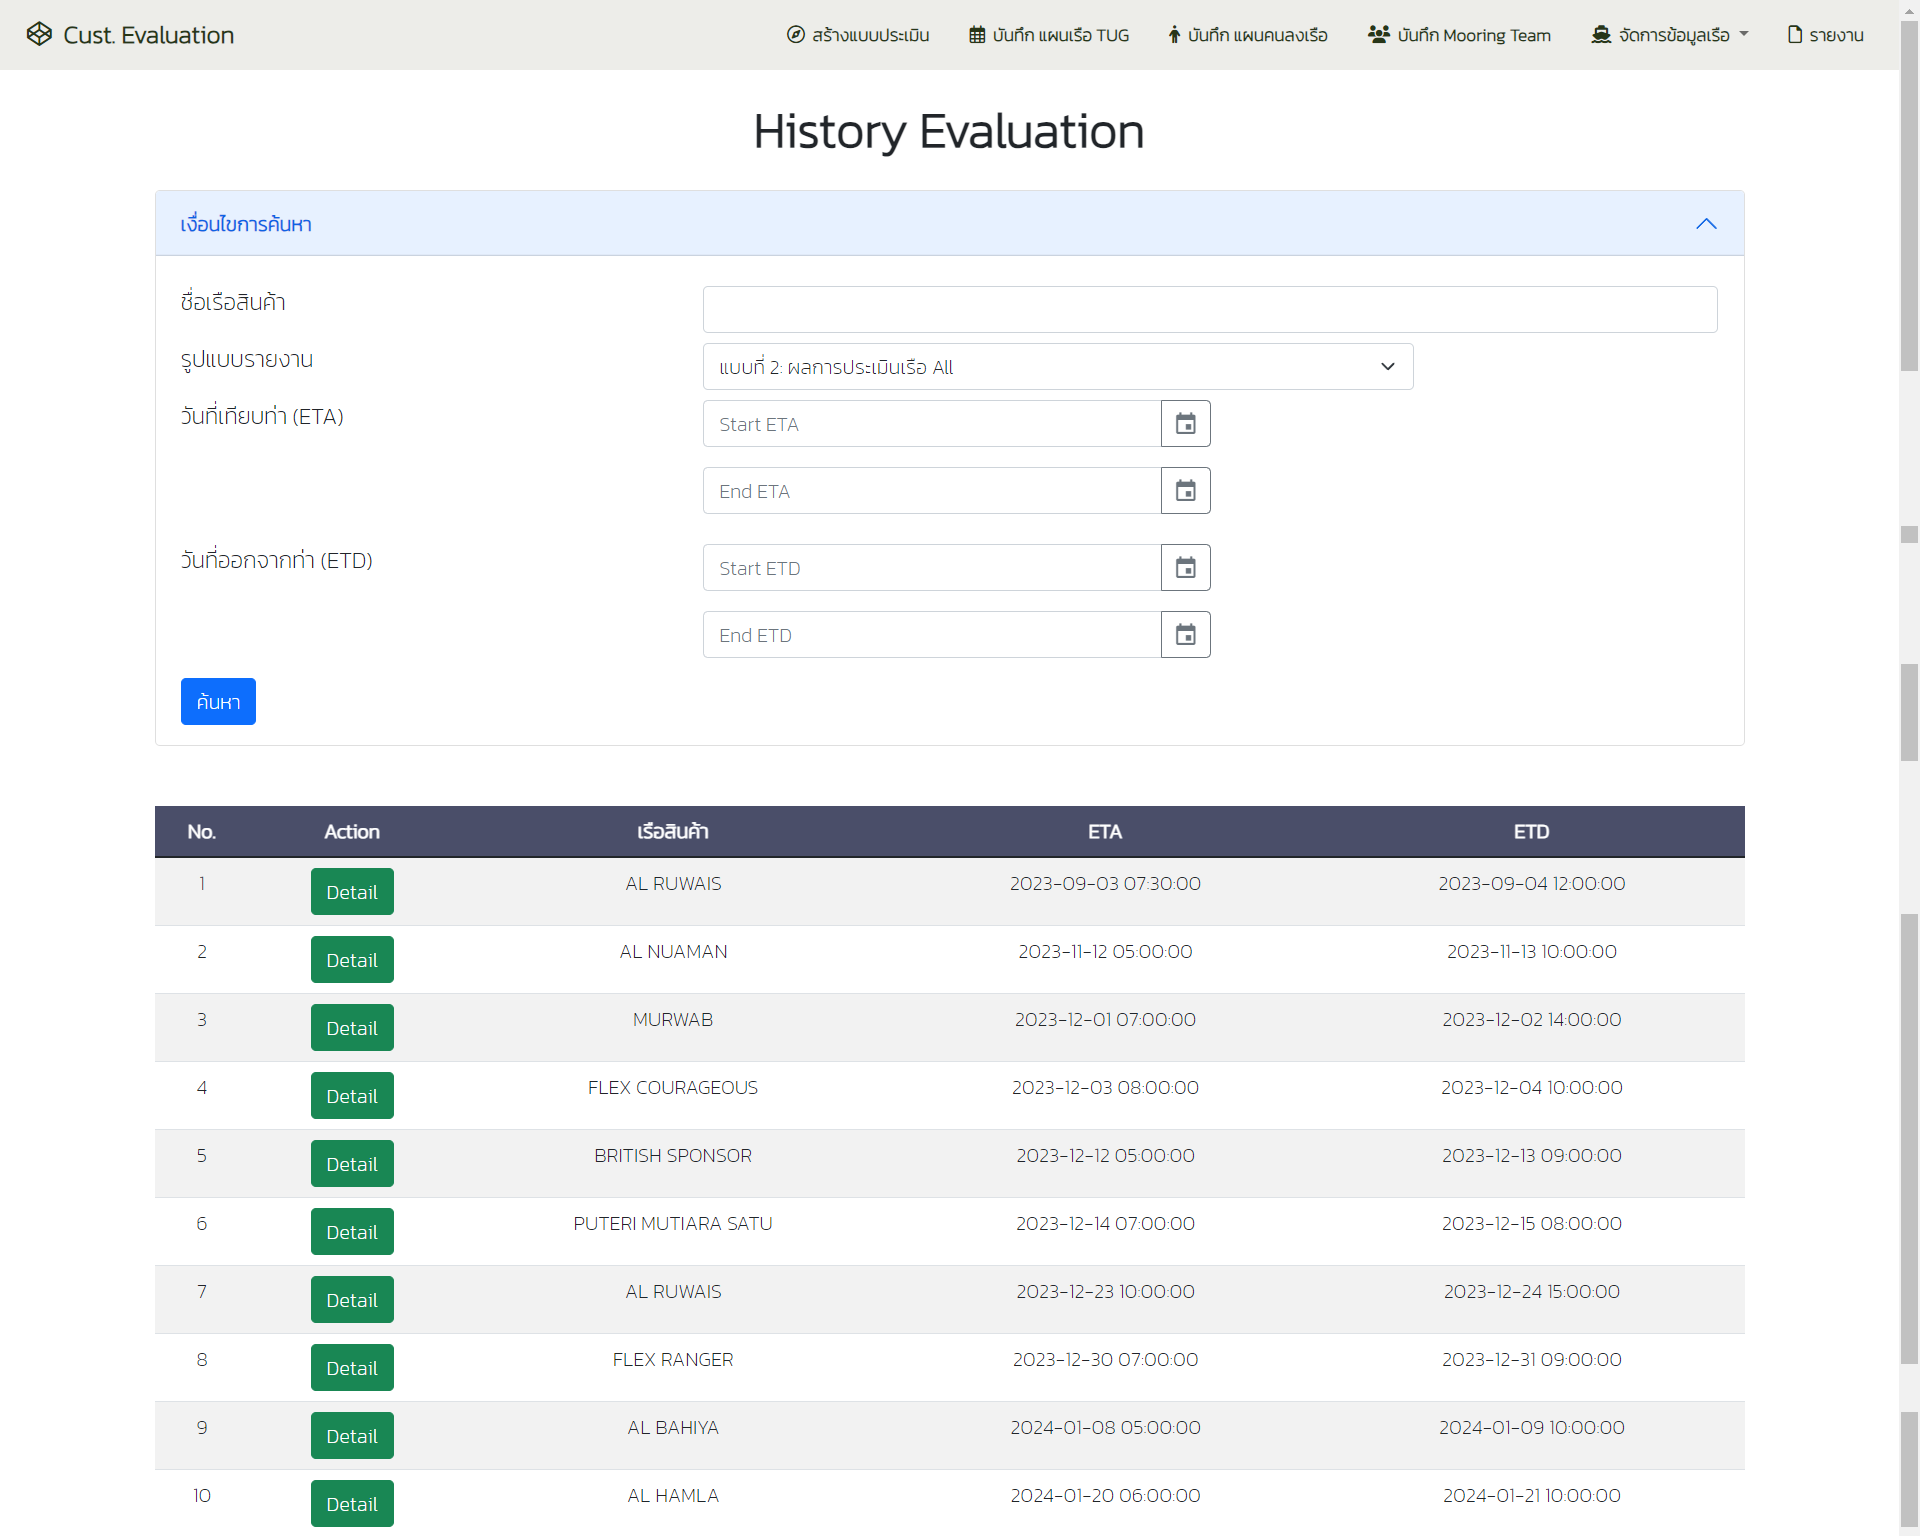 Cust. Evaluation สร้างแบบประเมิน บันทึก แผนเรือ TUG บันทึก แผนคนลงเรือ บันทึก Mooring Team จัดการข้อมูลเรือ รายงาน
History Evaluation
เงื่อนไขการค้นหา
ชื่อเรือสินค้า
รูปแบบรายงาน แบบที่ 2: ผลการประเมินเรือ All
วันที่เทียบท่า (ETA) Start ETA
End ETA
วันที่ออกจากท่า (ETD) Start ETD
End ETD
ค้นหา
No. Action เรือสินค้า ETA ETD
1 Detail AL RUWAIS 2023-09-03 07:30:00 2023-09-04 12:00:00
2 Detail AL NUAMAN 2023-11-12 05:00:00 2023-11-13 10:00:00
3 Detail MURWAB 2023-12-01 07:00:00 2023-12-02 14:00:00
4 Detail FLEX COURAGEOUS 2023-12-03 08:00:00 2023-12-04 10:00:00
5 Detail BRITISH SPONSOR 2023-12-12 05:00:00 2023-12-13 09:00:00
6 Detail PUTERI MUTIARA SATU 2023-12-14 07:00:00 2023-12-15 08:00:00
7 Detail AL RUWAIS 2023-12-23 10:00:00 2023-12-24 15:00:00
8 Detail FLEX RANGER 2023-12-30 07:00:00 2023-12-31 09:00:00
9 Detail AL BAHIYA 2024-01-08 05:00:00 2024-01-09 10:00:00
10 Detail AL HAMLA 2024-01-20 06:00:00 2024-01-21 10:00:00